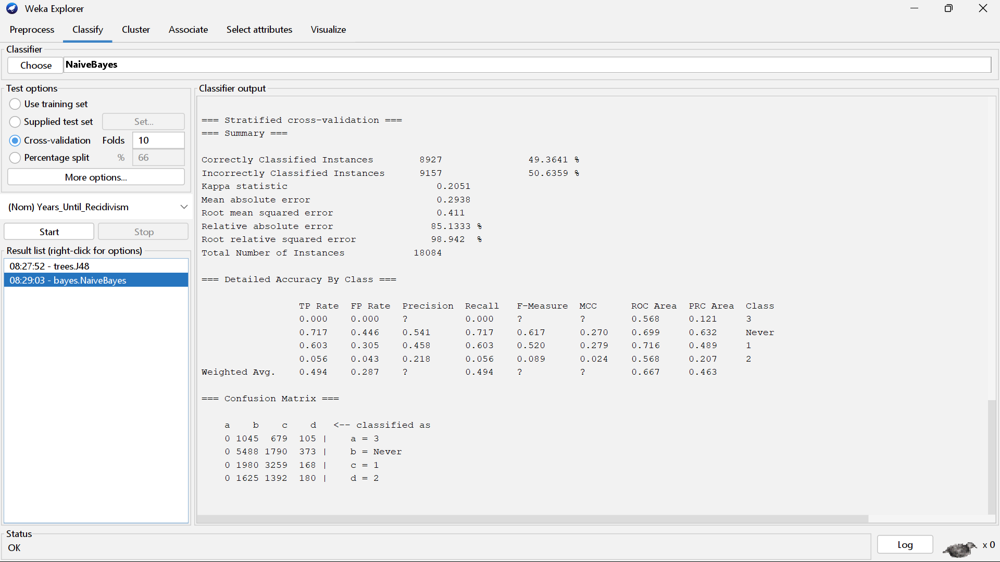 Weka Explorer
Preprocess Classify Cluster Associate Select attributes Visualize
Classifier
Choose NaiveBayes
Test options
Use training set
Supplied test set Set...
Cross-validation Folds 10
Percentage split % 66
More options...
(Nom) Years_Until_Recidivism
Start Stop
Result list (right-click for options)
08:27:52 - trees.J48
08:29:03 - bayes.NaiveBayes
Classifier output
=== Stratified cross-validation ===
=== Summary ===
Correctly Classified Instances 8927 49.3641 %
Incorrectly Classified Instances 9157 50.6359 %
Kappa statistic 0.2051
Mean absolute error 0.2938
Root mean squared error 0.411
Relative absolute error 85.1333 %
Root relative squared error 98.942 %
Total Number of Instances 18084
=== Detailed Accuracy By Class ===
TP Rate FP Rate Precision Recall F-Measure MCC ROC Area PRC Area Class
0.000 0.000 ? 0.000 ? ? 0.568 0.121 3
0.717 0.446 0.541 0.717 0.617 0.270 0.699 0.632 Never
0.603 0.305 0.458 0.603 0.520 0.279 0.716 0.489 1
0.056 0.043 0.218 0.056 0.089 0.024 0.568 0.207 2
Weighted Avg. 0.494 0.287 ? 0.494 ? ? 0.667 0.463
=== Confusion Matrix ===
a b c d <-- classified as
0 1045 679 105 | a = 3
0 5488 1790 373 | b = Never
0 1980 3259 168 | c = 1
0 1625 1392 180 | d = 2
Status
OK
Log x 0